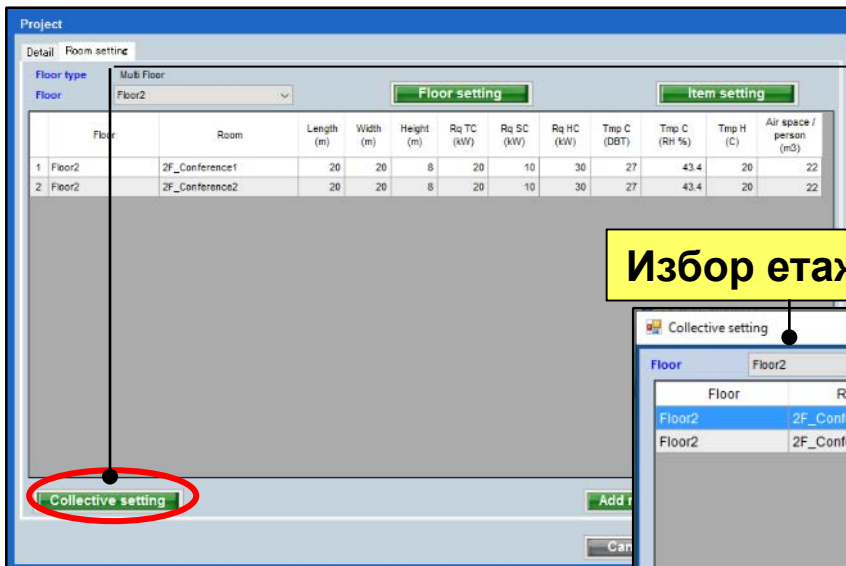 Project
Detail Room setting
Floor type Multi Floor
Floor Floor2
Floor setting Item setting
Floor Room Length (m) Width (m) Height (m) Rq TC (kW) Rq SC (kW) Rq HC (kW) Tmp C (DBT) Tmp C (RH %) Tmp H (C) Air space / person (m3)
1 Floor2 2F_Conference1 20 20 8 20 10 30 27 43.4 20 22
2 Floor2 2F_Conference2 20 20 8 20 10 30 27 43.4 20 22
Избор
Collective setting
Floor Floor2
Floor
Floor2
Floor2
Collective setting Add